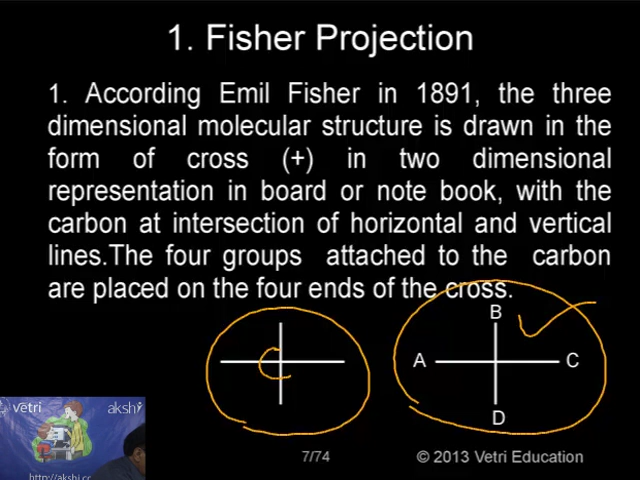 1. Fisher Projection
1. According Emil Fisher in 1891, the three
dimensional molecular structure is drawn in the
form of cross (+) in two dimensional
representation in board or note book, with the
carbon at intersection of horizontal and vertical
lines.The four groups attached to the carbon
are placed on the four ends of the cross.
B
A C
D
vetri akshi
http://akshi.cc
7/74 © 2013 Vetri Education